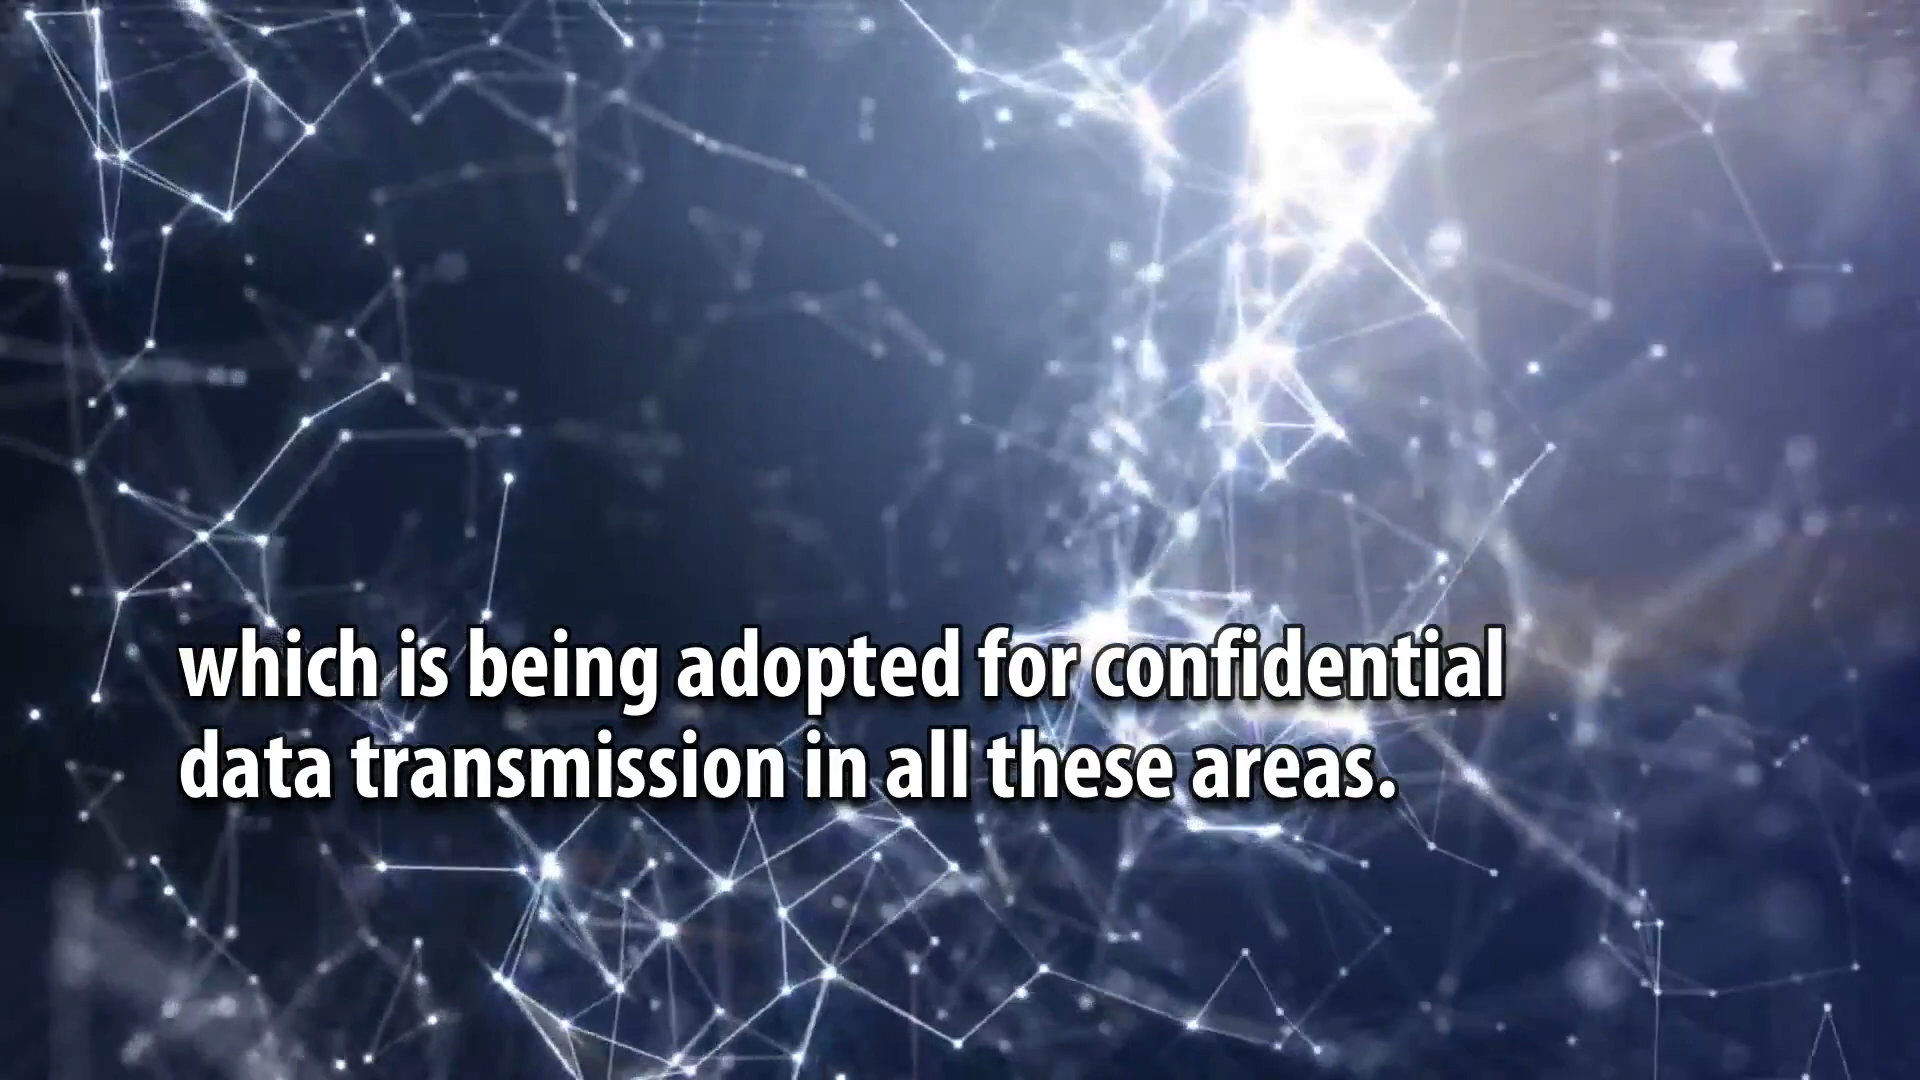 which is being adopted for confidential
data transmission in all these areas.